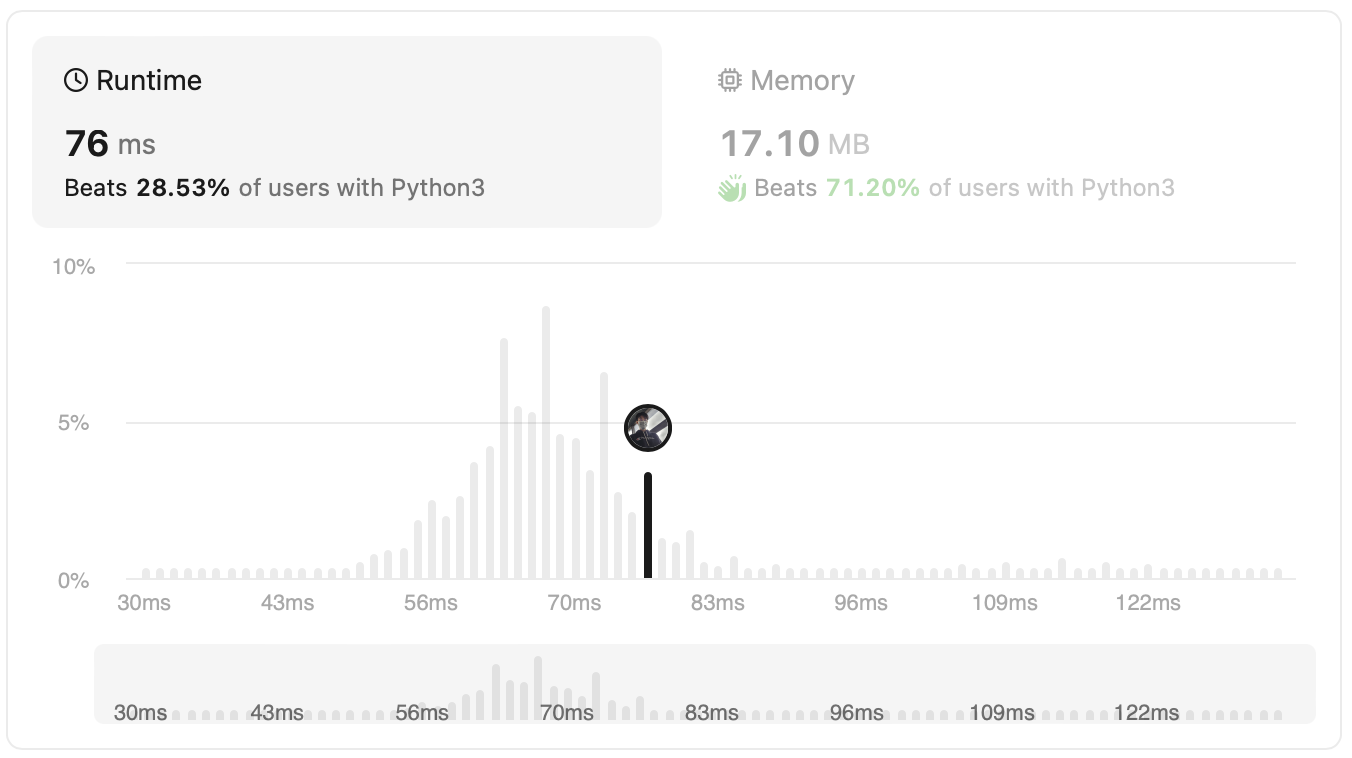 Runtime
76 ms
Beats 28.53% of users with Python3
Memory
17.10 MB
Beats 71.20% of users with Python3
10%
5%
0%
30ms 43ms 56ms 70ms 83ms 96ms 109ms 122ms
30ms 43ms 56ms 70ms 83ms 96ms 109ms 122ms